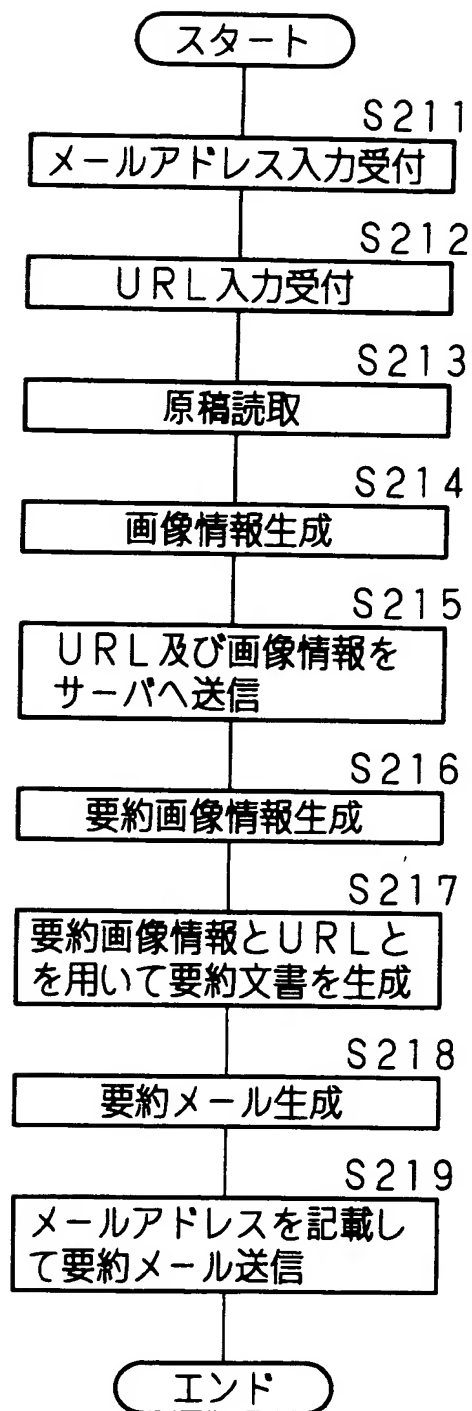 スタート
S211
メールアドレス入力受付
S212
URL入力受付
S213
原稿読取
S214
画像情報生成
S215
URL及び画像情報を
サーバへ送信
S216
要約画像情報生成
S217
要約画像情報とURLと
を用いて要約文書を生成
S218
要約メール生成
S219
メールアドレスを記載し
て要約メール送信
エンド